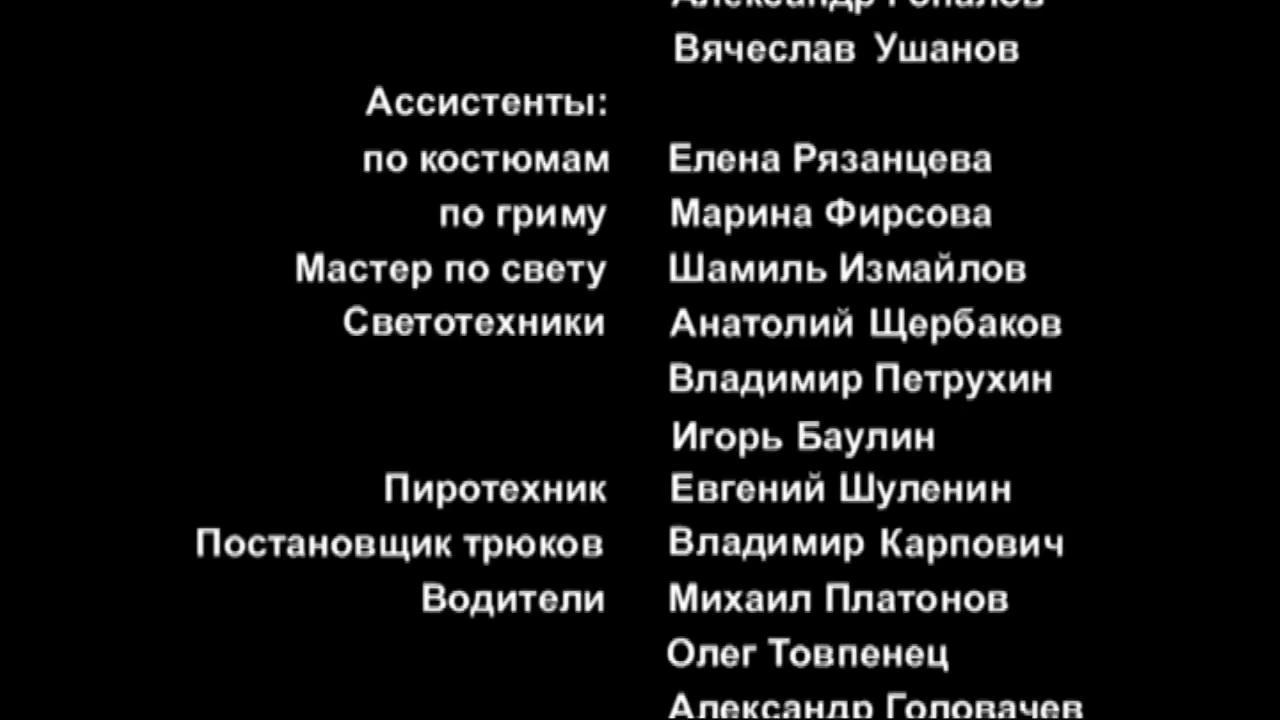 Александр
Вячеслав Ушанов
Ассистенты:
по костюмам Елена Рязанцева
по гриму Марина Фирсова
Мастер по свету Шамиль Измайлов
Светотехники Анатолий Щербаков
Владимир Петрухин
Игорь Баулин
Пиротехник Евгений Шуленин
Постановщик трюков Владимир Карпович
Водители Михаил Платонов
Олег Товпенец
Александр Головачев